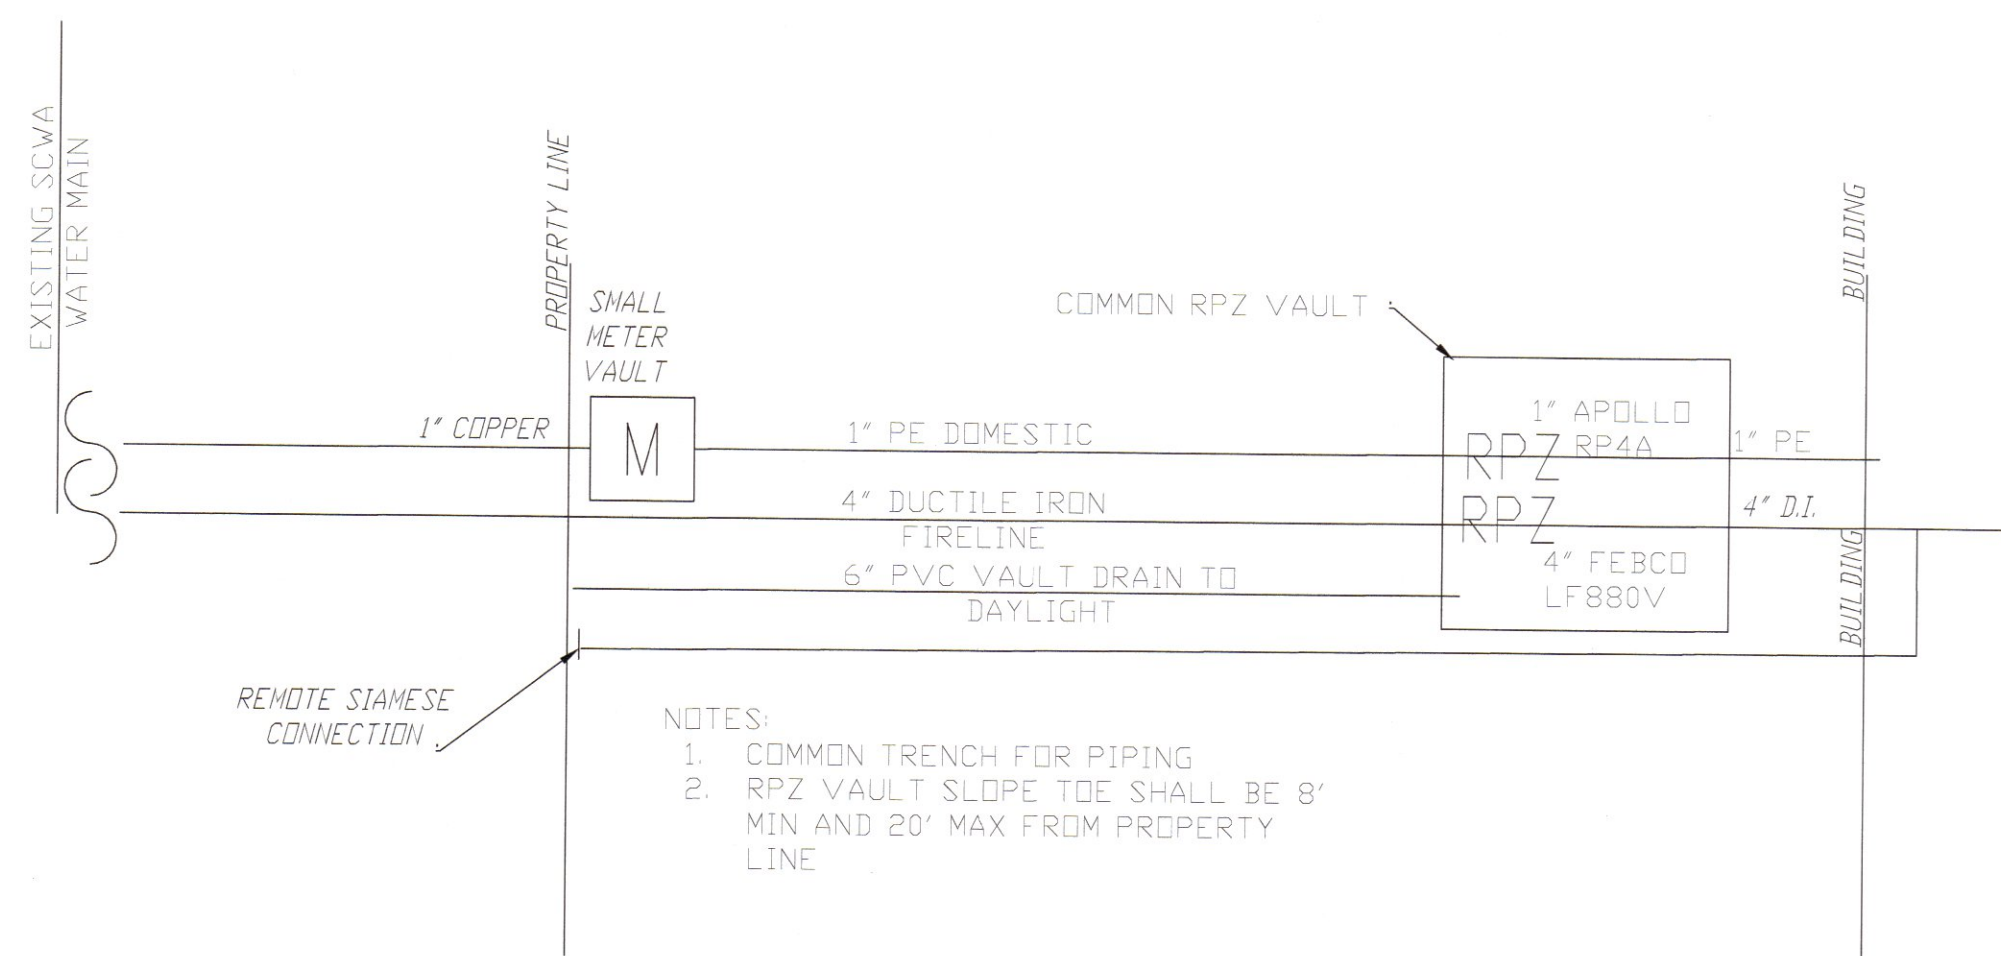 EXISTING SCWA
WATER MAIN
PROPERTY LINE
SMALL
METER
VAULT
COMMON RPZ VAULT
BUILDING
1" COPPER
M
1" PE DOMESTIC
1" APOLLO
RP4A
RPZ
1" PE
4" DUCTILE IRON
FIRELINE
RPZ
4" D.I.
4" FEBCO
LF880V
BUILDING
6" PVC VAULT DRAIN TO
DAYLIGHT
REMOTE SIAMESE
CONNECTION
NOTES:
1. COMMON TRENCH FOR PIPING
2. RPZ VAULT SLOPE TOE SHALL BE 8'
MIN AND 20' MAX FROM PROPERTY
LINE